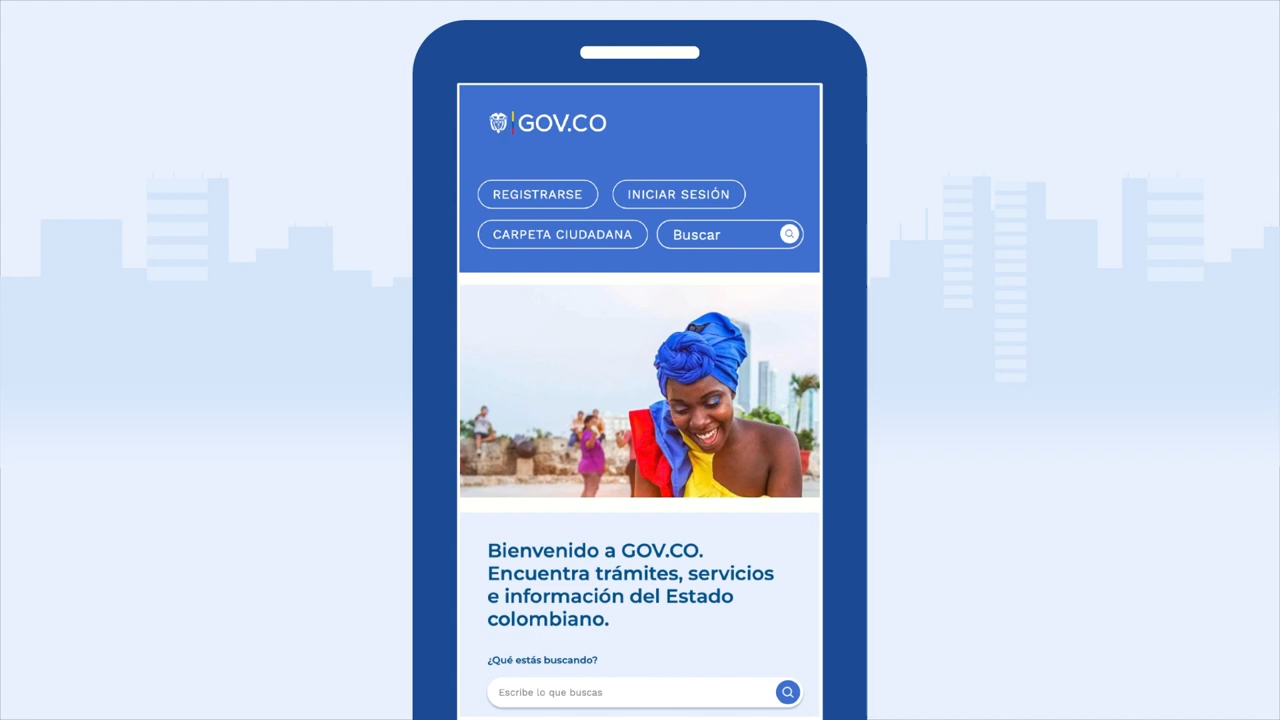 GOV.CO
REGISTRARSE
INICIAR SESIÓN
CARPETA CIUDADANA
Buscar
Bienvenido a GOV.CO.
Encuentra trámites, servicios
e información del Estado
colombiano.
¿Qué estás buscando?
Escribe lo que buscas